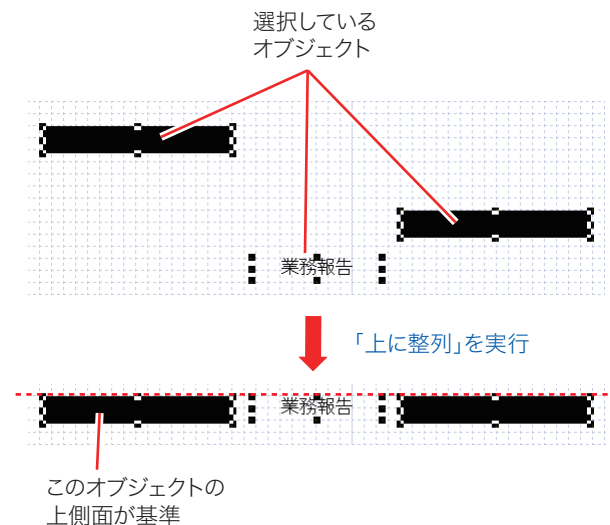 選択している
オブジェクト
業務報告
「上に整列」を実行
業務報告
このオブジェクトの
上側面が基準